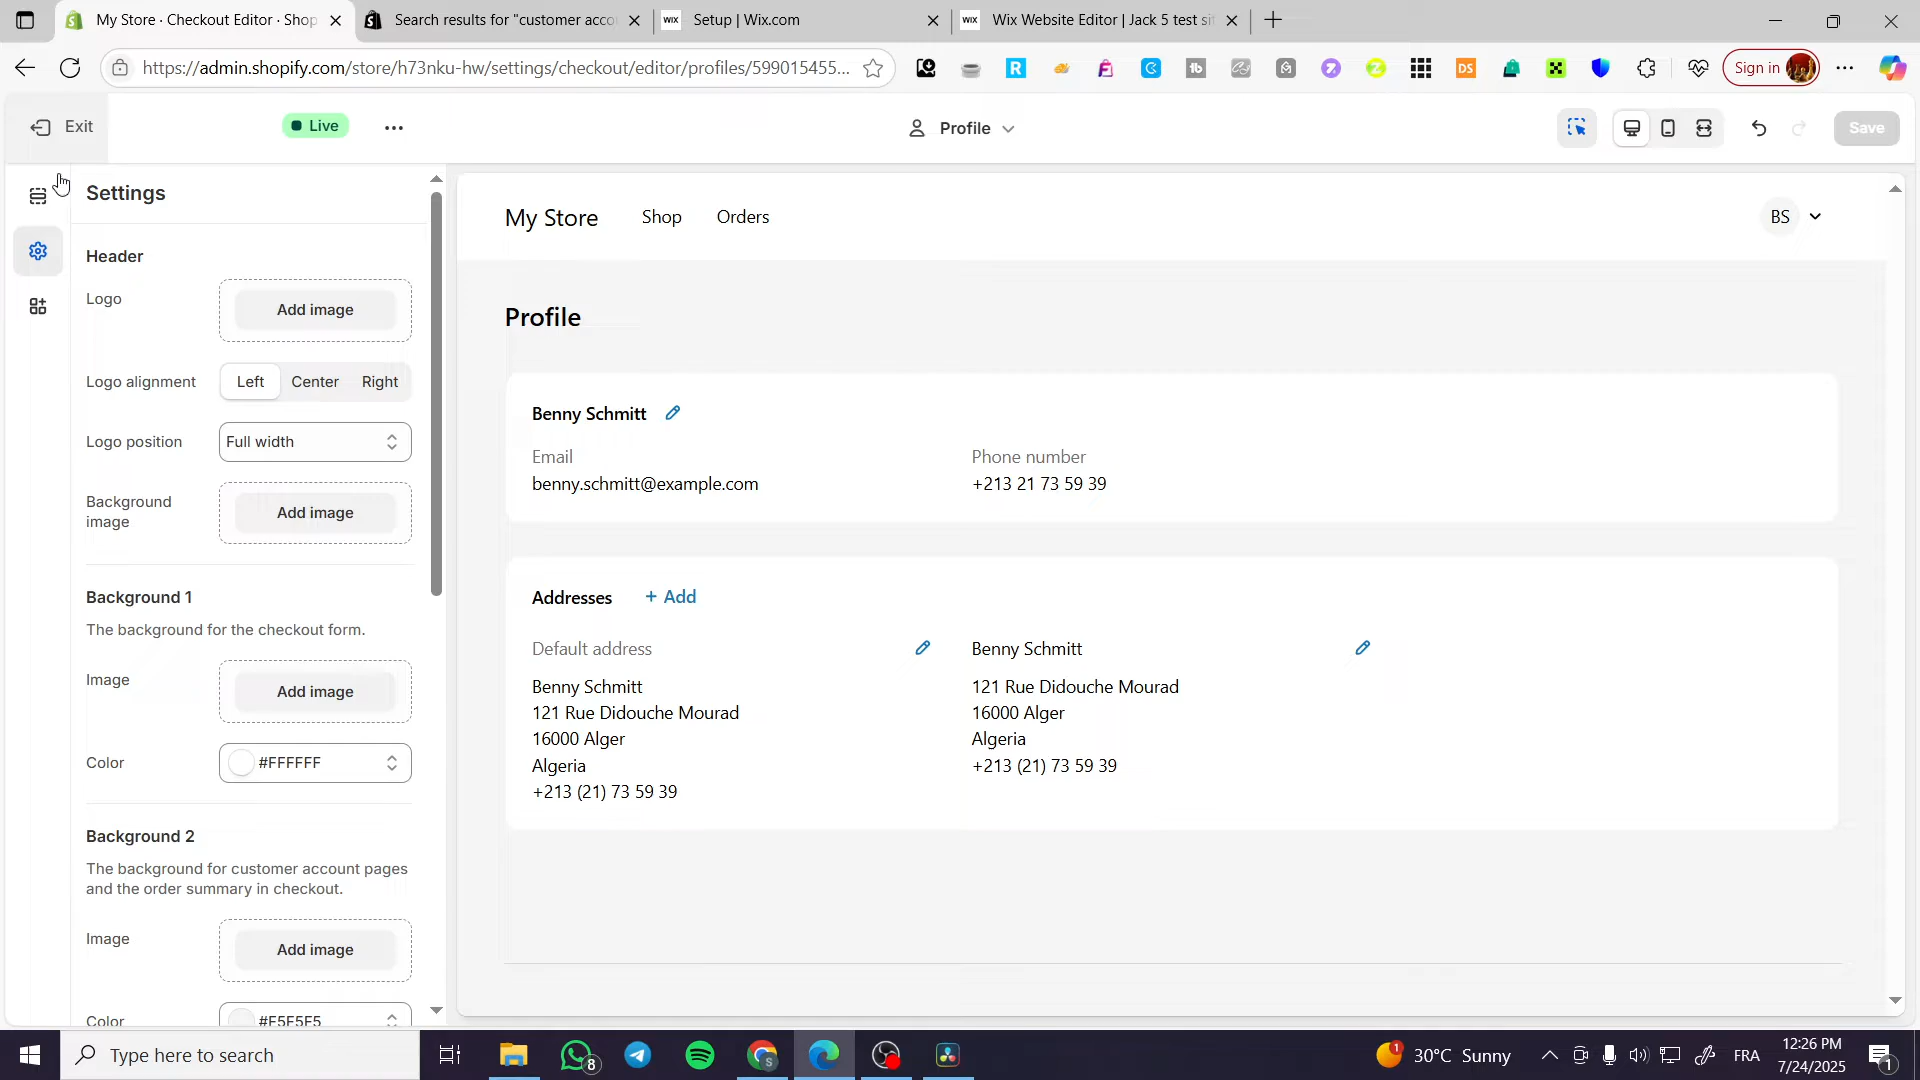 My Store · Checkout Editor · Shop
Search results for "customer acco
Setup | Wix.com
Wix Website Editor | Jack 5 test si
https://admin.shopify.com/store/h73nku-hw/settings/checkout/editor/profiles/599015455...
Sign in
Exit
Live
Profile
Save
Settings
Header
Logo
Add image
Logo alignment
Left
Center
Right
Logo position
Full width
Background
image
Add image
Background 1
The background for the checkout form.
Image
Add image
Color
#FFFFFF
Background 2
The background for customer account pages
and the order summary in checkout.
Image
Add image
Color
#F5F5F5
My Store
Shop
Orders
BS
Profile
Benny Schmitt
Email
benny.schmitt@example.com
Phone number
+213 21 73 59 39
Addresses
+ Add
Default address
Benny Schmitt
121 Rue Didouche Mourad
16000 Alger
Algeria
+213 (21) 73 59 39
Benny Schmitt
121 Rue Didouche Mourad
16000 Alger
Algeria
+213 (21) 73 59 39
Type here to search
8
1
30°C Sunny
FRA
12:26 PM
7/24/2025
1